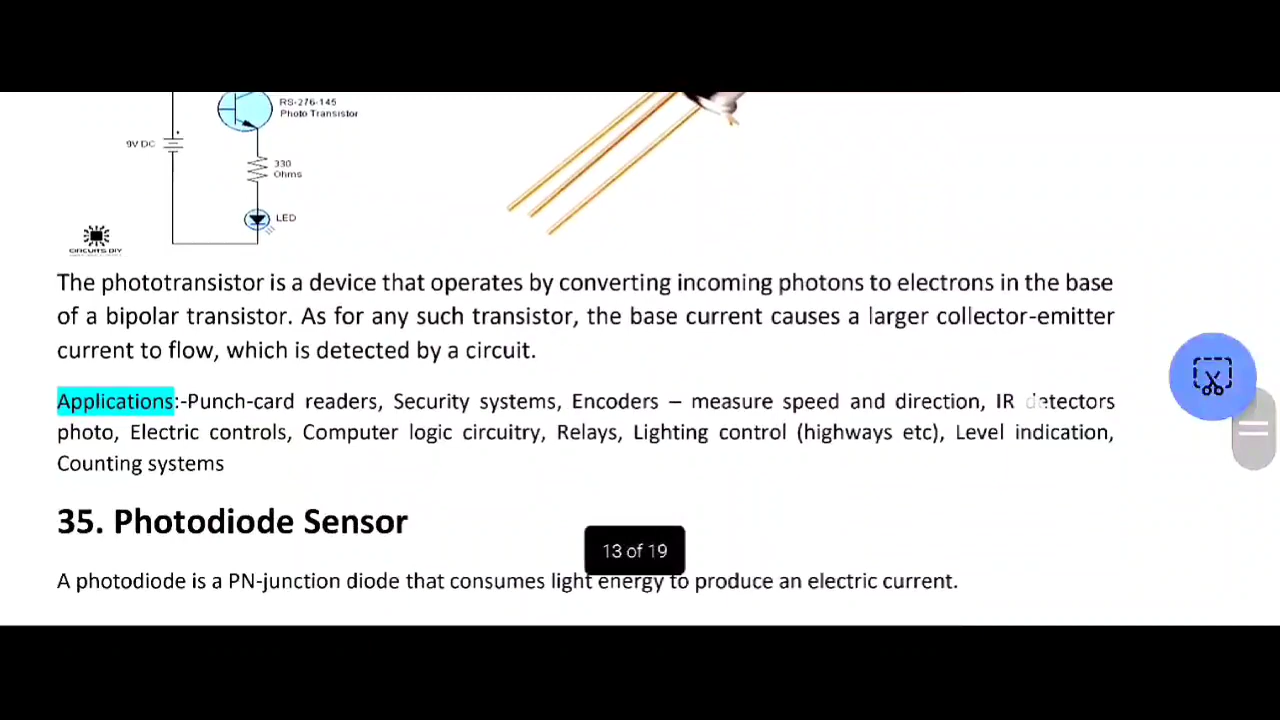 RS-276-145
Photo Transistor
9V DC
330
Ohms
LED
CIRCUITS DIY
The phototransistor is a device that operates by converting incoming photons to electrons in the base
of a bipolar transistor. As for any such transistor, the base current causes a larger collector-emitter
current to flow, which is detected by a circuit.
Applications:-Punch-card readers, Security systems, Encoders – measure speed and direction, IR detectors
photo, Electric controls, Computer logic circuitry, Relays, Lighting control (highways etc), Level indication,
Counting systems
35. Photodiode Sensor
13 of 19
A photodiode is a PN-junction diode that consumes light energy to produce an electric current.